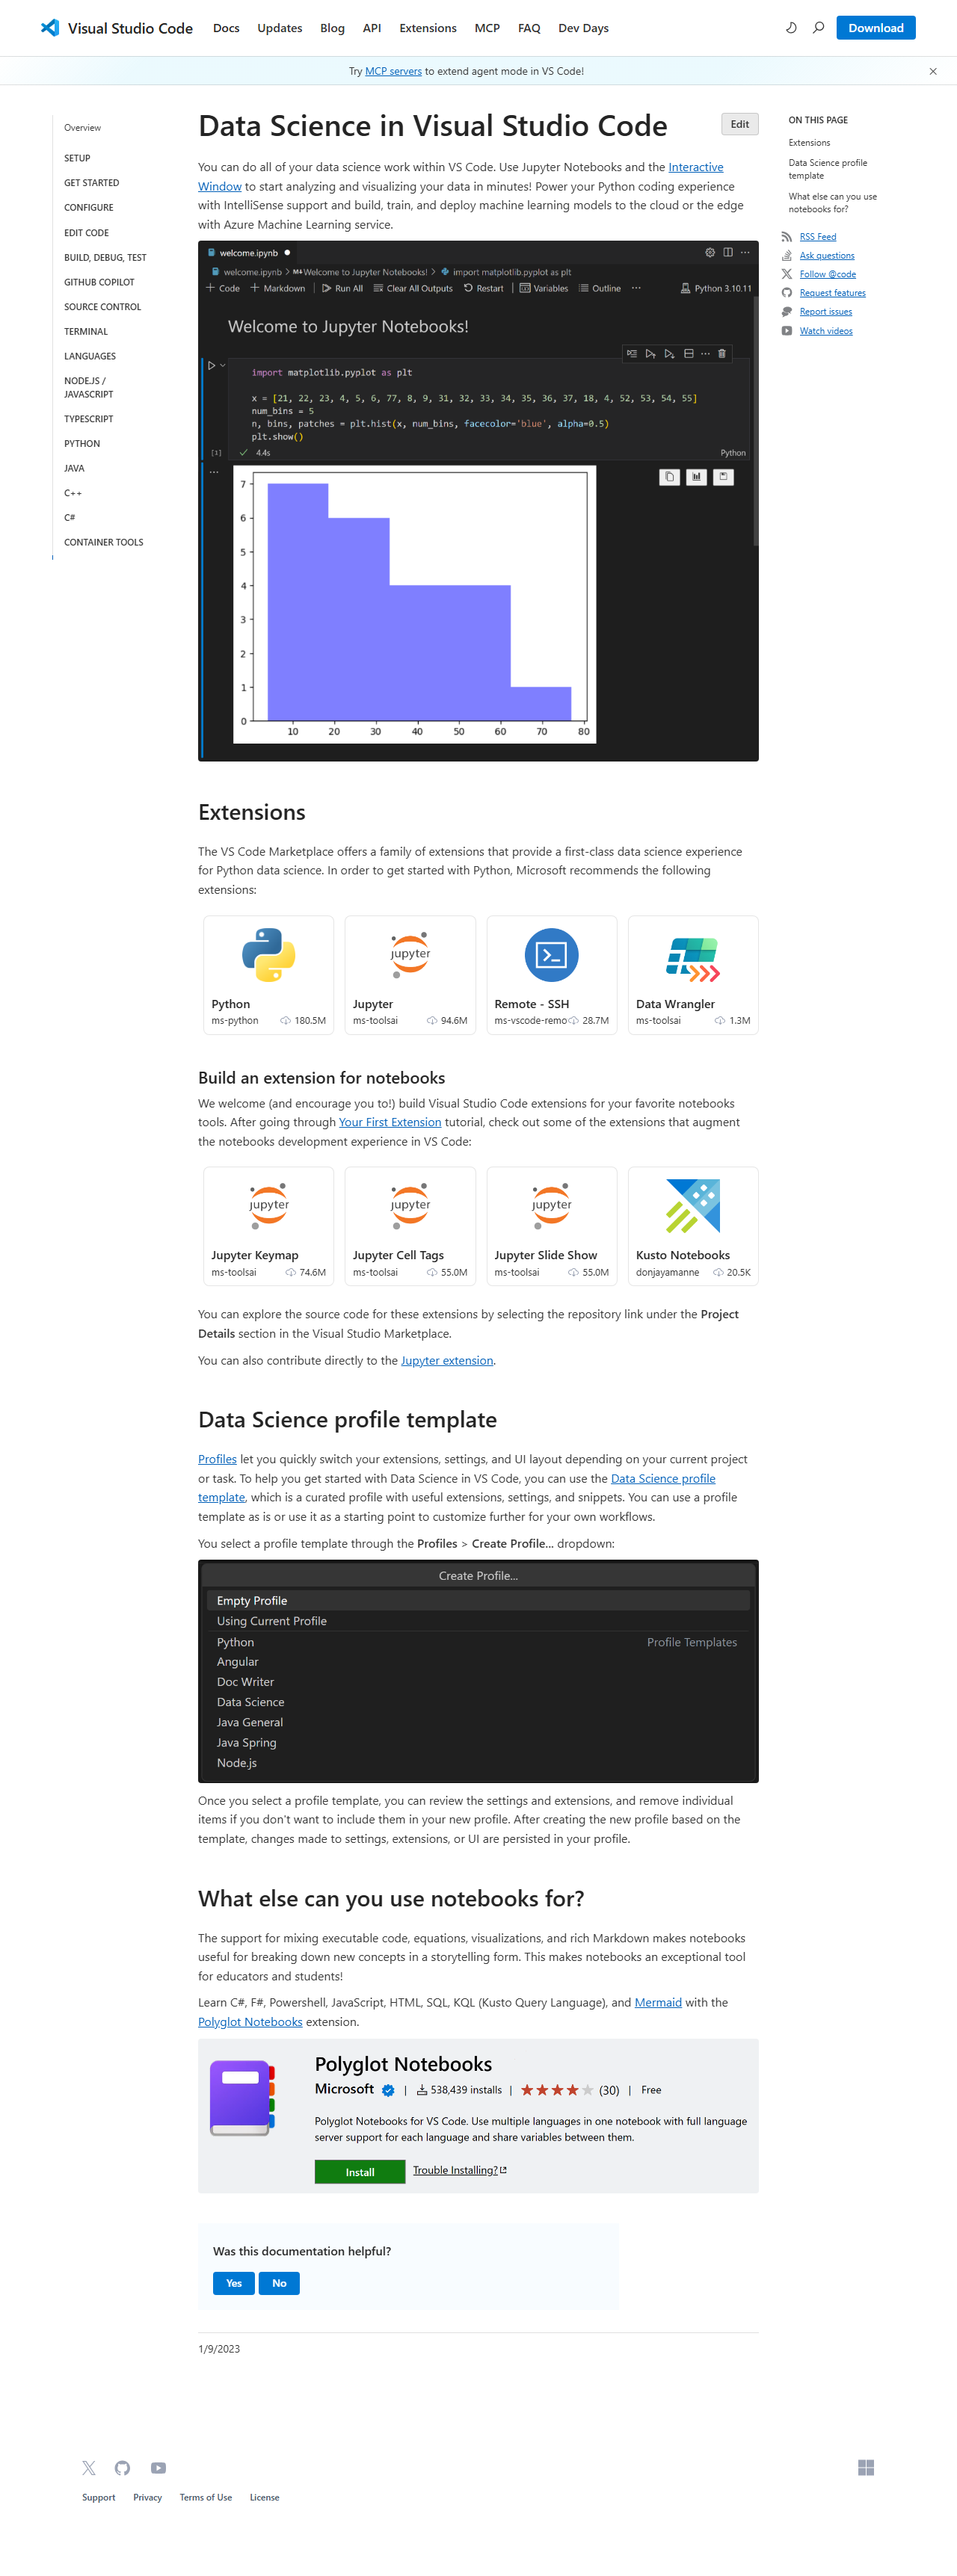 Visual Studio Code Docs Updates Blog API Extensions MCP FAQ Dev Days Download
Try MCP servers to extend agent mode in VS Code!
Overview
SETUP
GET STARTED
CONFIGURE
EDIT CODE
BUILD, DEBUG, TEST
GITHUB COPILOT
SOURCE CONTROL
TERMINAL
LANGUAGES
NODE.JS /
JAVASCRIPT
TYPESCRIPT
PYTHON
JAVA
C++
C#
CONTAINER TOOLS
Data Science in Visual Studio Code
Edit
You can do all of your data science work within VS Code. Use Jupyter Notebooks and the Interactive
Window to start analyzing and visualizing your data in minutes! Power your Python coding experience
with IntelliSense support and build, train, and deploy machine learning models to the cloud or the edge
with Azure Machine Learning service.
welcome.ipynb
welcome.ipynb > M↓Welcome to Jupyter Notebooks! > import matplotlib.pyplot as plt
+ Code + Markdown Run All Clear All Outputs Restart Variables Outline ··· Python 3.10.11
Welcome to Jupyter Notebooks!
import matplotlib.pyplot as plt
x = [21, 22, 23, 4, 5, 6, 77, 8, 9, 31, 32, 33, 34, 35, 36, 37, 18, 4, 52, 53, 54, 55]
num_bins = 5
n, bins, patches = plt.hist(x, num_bins, facecolor='blue', alpha=0.5)
plt.show()
[1] 4.4s Python
7
6
5
4
3
2
1
0
10 20 30 40 50 60 70 80
Extensions
The VS Code Marketplace offers a family of extensions that provide a first-class data science experience
for Python data science. In order to get started with Python, Microsoft recommends the following
extensions:
jupyter
Python Jupyter Remote - SSH Data Wrangler
ms-python 180.5M ms-toolsai 94.6M ms-vscode-remo 28.7M ms-toolsai 1.3M
Build an extension for notebooks
We welcome (and encourage you to!) build Visual Studio Code extensions for your favorite notebooks
tools. After going through Your First Extension tutorial, check out some of the extensions that augment
the notebooks development experience in VS Code:
jupyter jupyter jupyter
Jupyter Keymap Jupyter Cell Tags Jupyter Slide Show Kusto Notebooks
ms-toolsai 74.6M ms-toolsai 55.0M ms-toolsai 55.0M donjayamanne 20.5K
You can explore the source code for these extensions by selecting the repository link under the Project
Details section in the Visual Studio Marketplace.
You can also contribute directly to the Jupyter extension.
Data Science profile template
Profiles let you quickly switch your extensions, settings, and UI layout depending on your current project
or task. To help you get started with Data Science in VS Code, you can use the Data Science profile
template, which is a curated profile with useful extensions, settings, and snippets. You can use a profile
template as is or use it as a starting point to customize further for your own workflows.
You select a profile template through the Profiles > Create Profile... dropdown:
Create Profile...
Empty Profile
Using Current Profile
Python Profile Templates
Angular
Doc Writer
Data Science
Java General
Java Spring
Node.js
Once you select a profile template, you can review the settings and extensions, and remove individual
items if you don't want to include them in your new profile. After creating the new profile based on the
template, changes made to settings, extensions, or UI are persisted in your profile.
What else can you use notebooks for?
The support for mixing executable code, equations, visualizations, and rich Markdown makes notebooks
useful for breaking down new concepts in a storytelling form. This makes notebooks an exceptional tool
for educators and students!
Learn C#, F#, Powershell, JavaScript, HTML, SQL, KQL (Kusto Query Language), and Mermaid with the
Polyglot Notebooks extension.
Polyglot Notebooks
Microsoft | 538,439 installs | (30) | Free
Polyglot Notebooks for VS Code. Use multiple languages in one notebook with full language
server support for each language and share variables between them.
Install Trouble Installing?
Was this documentation helpful?
Yes No
1/9/2023
ON THIS PAGE
Extensions
Data Science profile
template
What else can you use
notebooks for?
RSS Feed
Ask questions
Follow @code
Request features
Report issues
Watch videos
Support Privacy Terms of Use License